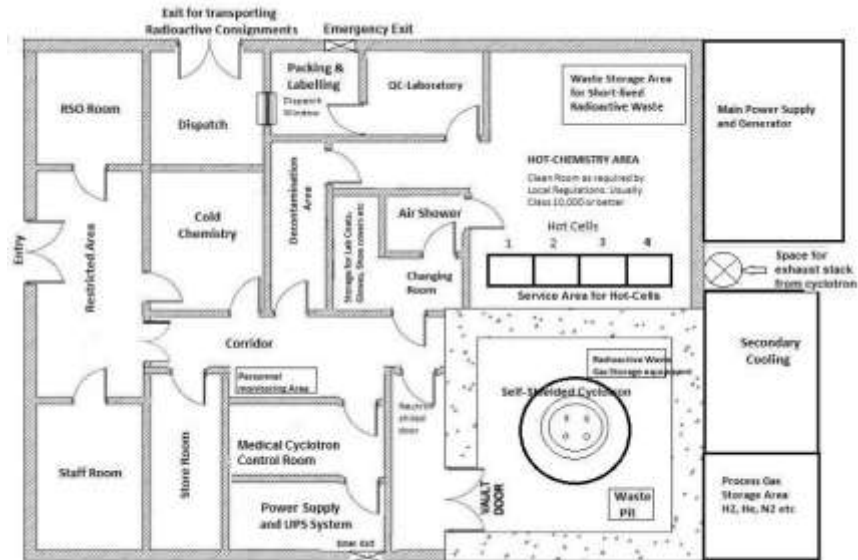 Exit for transporting
Radioactive Consignments
Emergency Exit
RSO Room
Dispatch
Packing &
Labelling
Dispatch
Window
QC-Laboratory
Waste Storage Area
for Short-lived
Radioactive Waste
Main Power Supply
and Generator
HOT-CHEMISTRY AREA
Clean Room as required by
Local Regulations. Usually
Class 10,000 or better
Hot Cells
1 2 3 4
Service Area for Hot-Cells
Entry
Restricted Area
Cold
Chemistry
Decontamination
Area
Storage for Lab Coats,
Gloves, Shoe covers etc
Air Shower
Changing
Room
Space for
exhaust stack
from cyclotron
Corridor
Personnel
monitoring Area
Radioactive Waste
Gas Storage equipment
Self-Shielded Cyclotron
Secondary
Cooling
Staff Room
Store Room
Medical Cyclotron
Control Room
Power Supply
and UPS System
Neutron
shield
door
VAULT
DOOR
Waste
Pit
Process Gas
Storage Area
H2, He, N2 etc
Exit